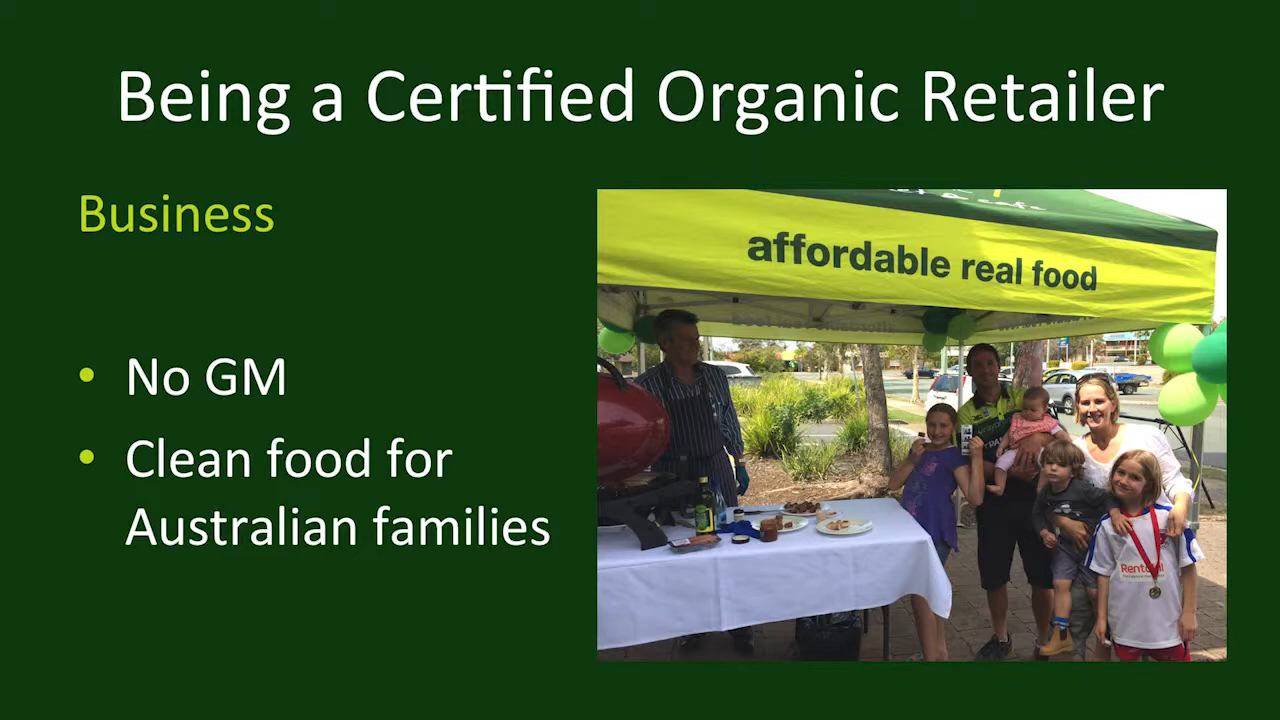 Being a Certified Organic Retailer
Business
• No GM
• Clean food for
Australian families
affordable real food